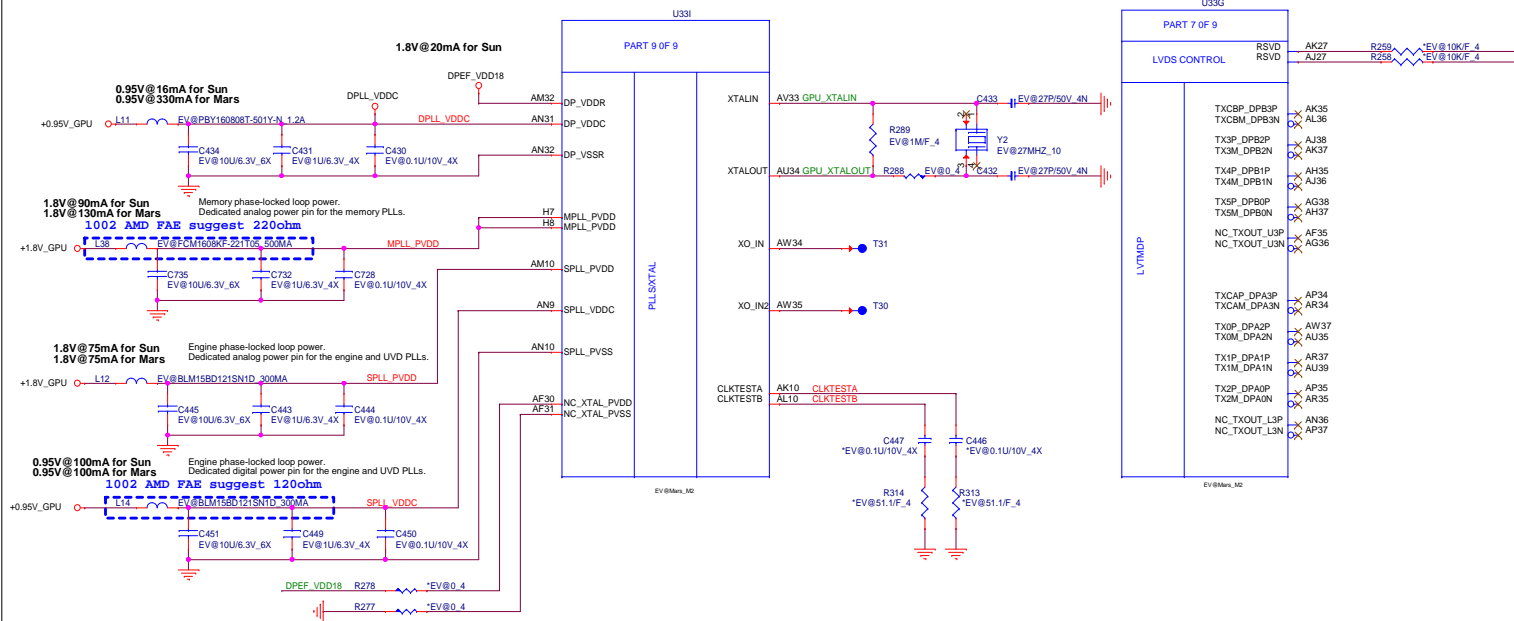 U33I
U33G
PART 9 0F 9
PART 7 0F 9
LVDS CONTROL
1.8V@20mA for Sun
DPEF_VDD18
0.95V@16mA for Sun
0.95V@330mA for Mars
DPLL_VDDC
+0.95V_GPU
L11
EV@PBY160808T-501Y-N_1.2A
DPLL_VDDC
C434
EV@10U/6.3V_6X
C431
EV@1U/6.3V_4X
C430
EV@0.1U/10V_4X
AM32 DP_VDDR
AN31 DP_VDDC
AN32 DP_VSSR
1.8V@90mA for Sun
1.8V@130mA for Mars
Memory phase-locked loop power.
Dedicated analog power pin for the memory PLLs.
1002 AMD FAE suggest 220ohm
+1.8V_GPU
L38
EV@FCM1608KF-221T05_500MA
MPLL_PVDD
C735
EV@10U/6.3V_6X
C732
EV@1U/6.3V_4X
C728
EV@0.1U/10V_4X
H7 MPLL_PVDD
H8 MPLL_PVDD
AM10 SPLL_PVDD
AN9 SPLL_VDDC
AN10 SPLL_PVSS
AF30 NC_XTAL_PVDD
AF31 NC_XTAL_PVSS
1.8V@75mA for Sun
1.8V@75mA for Mars
Engine phase-locked loop power.
Dedicated analog power pin for the engine and UVD PLLs.
+1.8V_GPU
L12
EV@BLM15BD121SN1D_300MA
SPLL_PVDD
C445
EV@10U/6.3V_6X
C443
EV@1U/6.3V_4X
C444
EV@0.1U/10V_4X
0.95V@100mA for Sun
0.95V@100mA for Mars
Engine phase-locked loop power.
Dedicated digital power pin for the engine and UVD PLLs.
1002 AMD FAE suggest 120ohm
+0.95V_GPU
L14
EV@BLM15BD121SN1D_300MA
SPLL_VDDC
C451
EV@10U/6.3V_6X
C449
EV@1U/6.3V_4X
C450
EV@0.1U/10V_4X
DPEF_VDD18 R278 *EV@0_4
R277 *EV@0_4
PLLS/XTAL
XTALIN AV33 GPU_XTALIN
XTALOUT AU34 GPU_XTALOUT
C433 EV@27P/50V_4N
R289
EV@1M/F_4
2
1
3
4
Y2
EV@27MHZ_10
R288 EV@0_4
C432 EV@27P/50V_4N
XO_IN AW34 T31
XO_IN2 AW35 T30
CLKTESTA AK10 CLKTESTA
CLKTESTB AL10 CLKTESTB
C447
*EV@0.1U/10V_4X
C446
*EV@0.1U/10V_4X
R314
*EV@51.1/F_4
R313
*EV@51.1/F_4
EV@Mars_M2
LVTMDP
RSVD AK27 R259 *EV@10K/F_4
RSVD AJ27 R258 *EV@10K/F_4
TXCBP_DPB3P AK35
TXCBM_DPB3N AL36
TX3P_DPB2P AJ38
TX3M_DPB2N AK37
TX4P_DPB1P AH35
TX4M_DPB1N AJ36
TX5P_DPB0P AG38
TX5M_DPB0N AH37
NC_TXOUT_U3P AF35
NC_TXOUT_U3N AG36
TXCAP_DPA3P AP34
TXCAM_DPA3N AR34
TX0P_DPA2P AW37
TX0M_DPA2N AU35
TX1P_DPA1P AR37
TX1M_DPA1N AU39
TX2P_DPA0P AP35
TX2M_DPA0N AR35
NC_TXOUT_L3P AN36
NC_TXOUT_L3N AP37
EV@Mars_M2